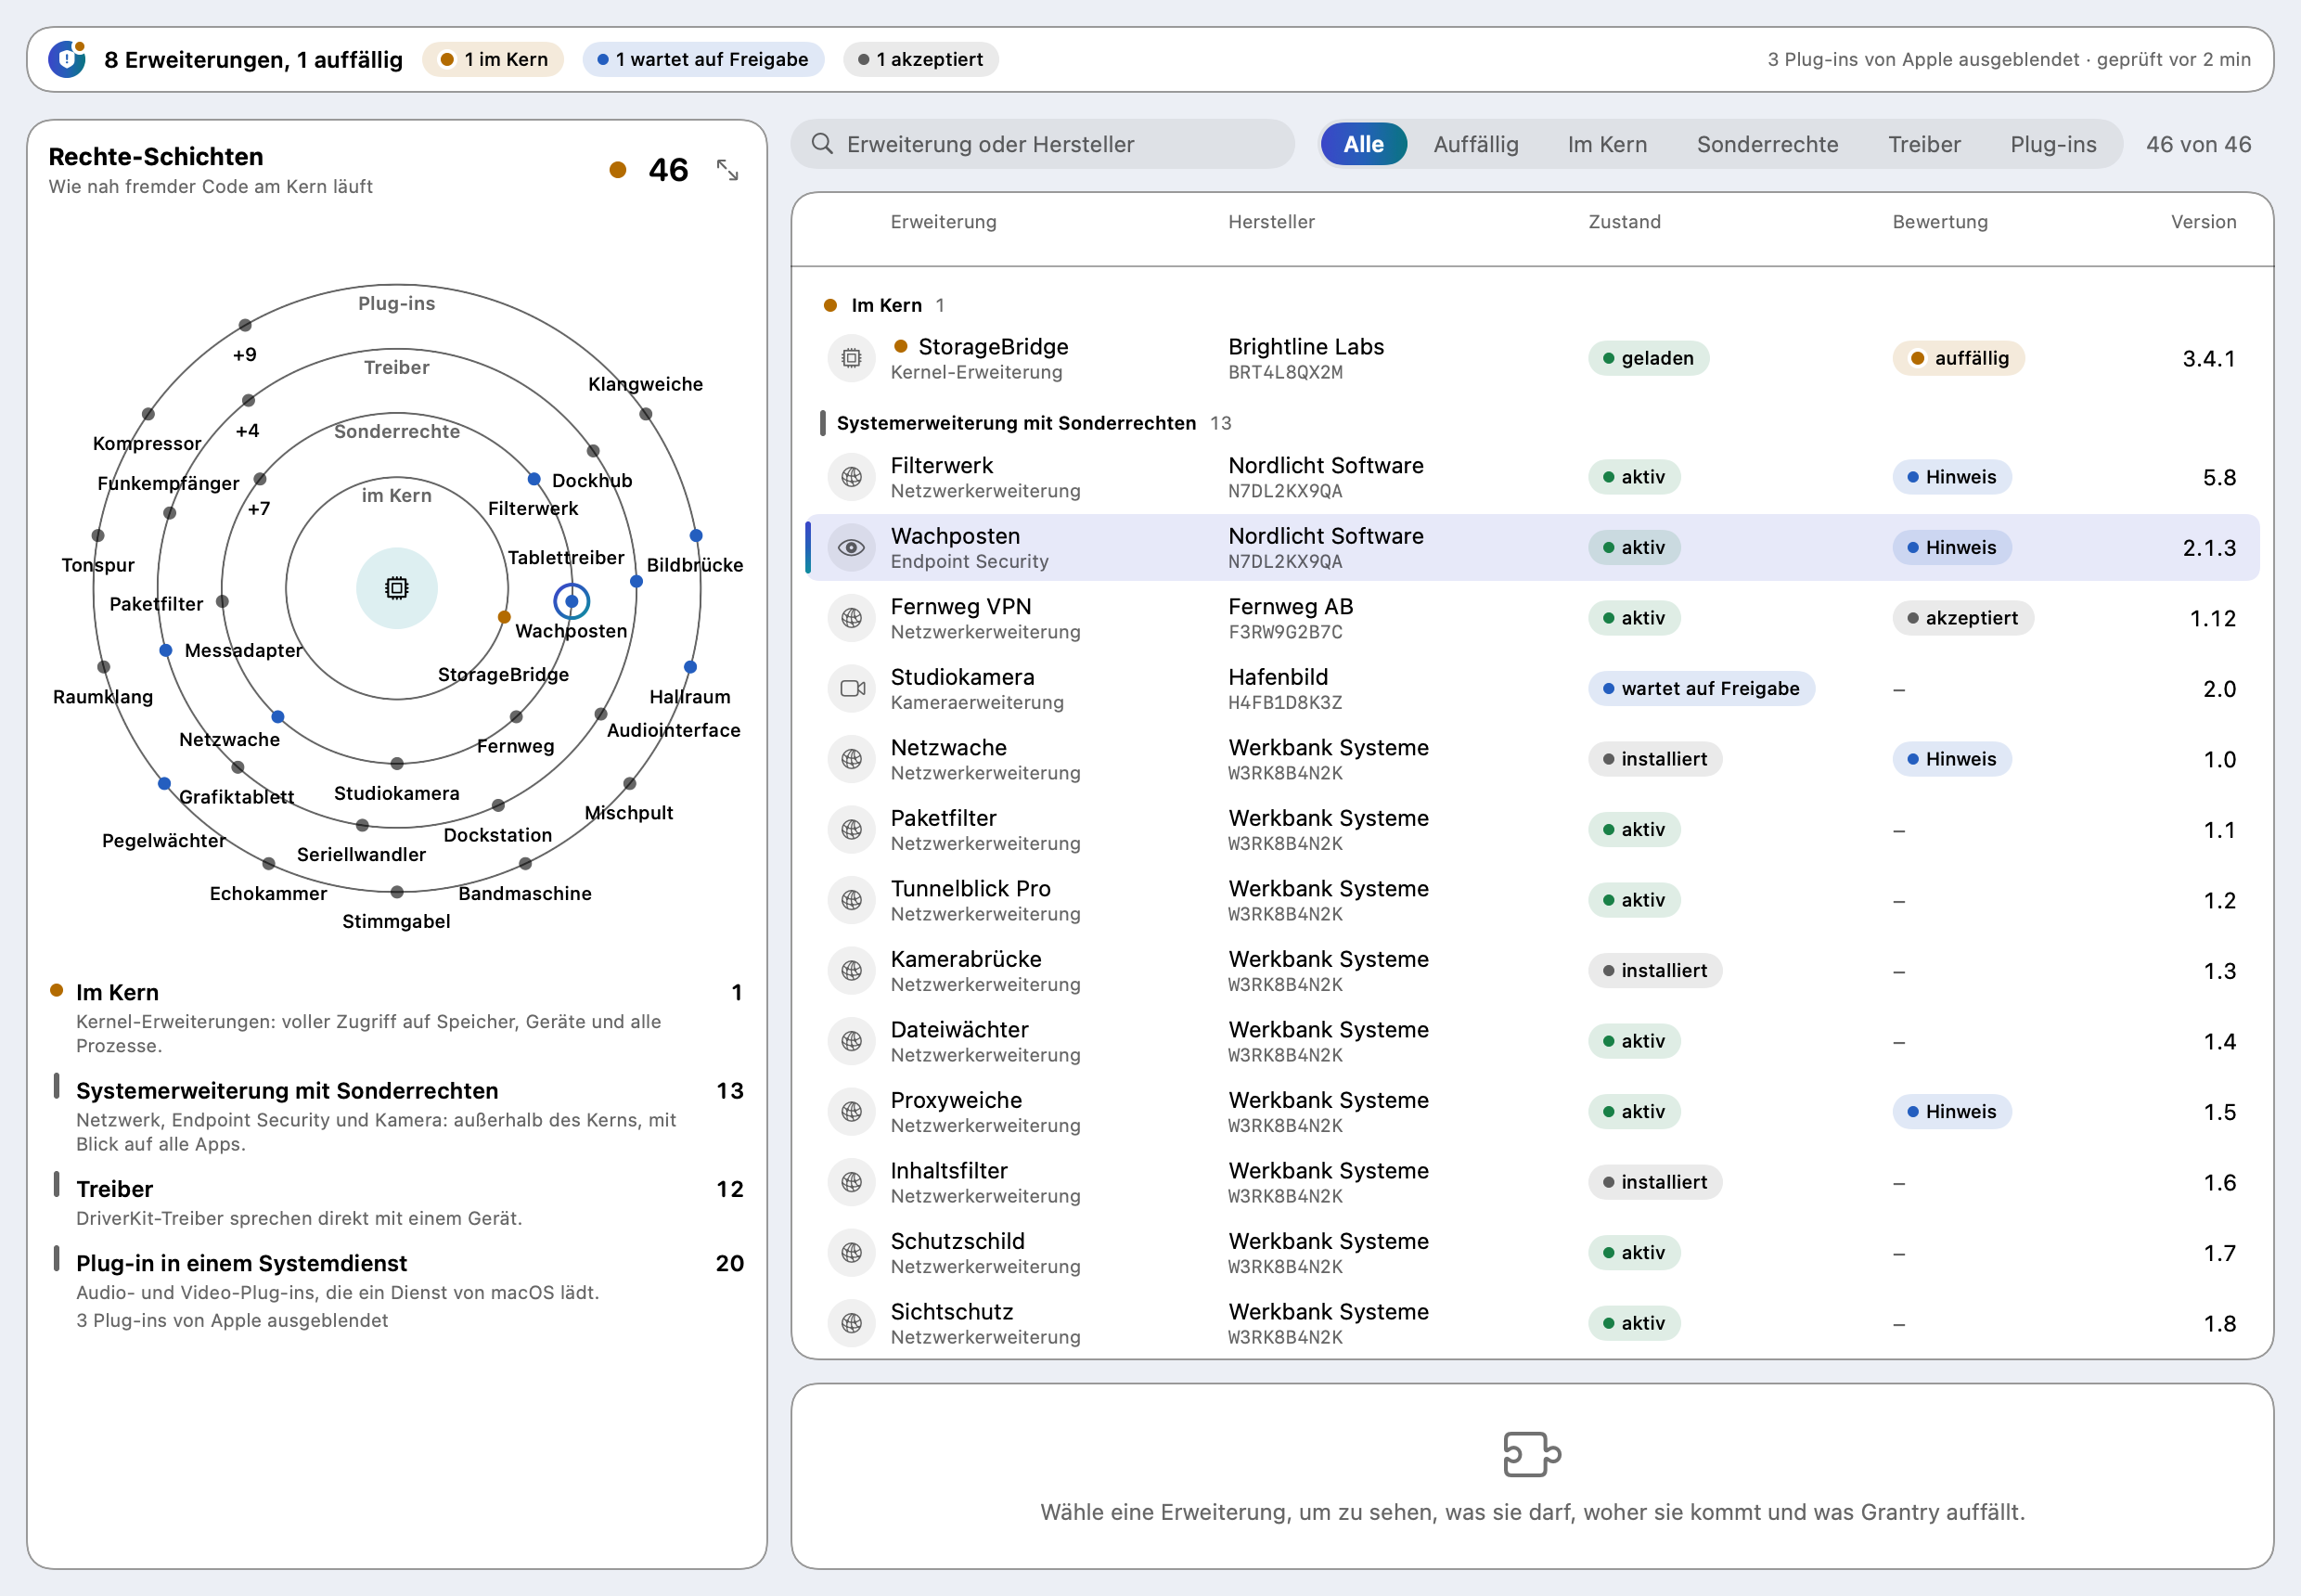 8 Erweiterungen, 1 auffällig
1 im Kern
1 wartet auf Freigabe
1 akzeptiert
3 Plug-ins von Apple ausgeblendet · geprüft vor 2 min
Rechte-Schichten
Wie nah fremder Code am Kern läuft
46
Plug-ins
+9
Treiber
Klangweiche
+4
Sonderrechte
Kompressor
Funkempfänger
Dockhub
im Kern
+7
Filterwerk
Tonspur
Tablettreiber
Bildbrücke
Paketfilter
Wachposten
Messadapter
StorageBridge
Raumklang
Hallraum
Audiointerface
Netzwache
Fernweg
Grafiktablett
Studiokamera
Mischpult
Pegelwächter
Dockstation
Seriellwandler
Echokammer
Bandmaschine
Stimmgabel
Im Kern 1
Kernel-Erweiterungen: voller Zugriff auf Speicher, Geräte und alle
Prozesse.
Systemerweiterung mit Sonderrechten 13
Netzwerk, Endpoint Security und Kamera: außerhalb des Kerns, mit
Blick auf alle Apps.
Treiber 12
DriverKit-Treiber sprechen direkt mit einem Gerät.
Plug-in in einem Systemdienst 20
Audio- und Video-Plug-ins, die ein Dienst von macOS lädt.
3 Plug-ins von Apple ausgeblendet
Erweiterung oder Hersteller
Alle Auffällig Im Kern Sonderrechte Treiber Plug-ins
46 von 46
Erweiterung Hersteller Zustand Bewertung Version
Im Kern 1
StorageBridge Brightline Labs geladen auffällig 3.4.1
Kernel-Erweiterung BRT4L8QX2M
Systemerweiterung mit Sonderrechten 13
Filterwerk Nordlicht Software aktiv Hinweis 5.8
Netzwerkerweiterung N7DL2KX9QA
Wachposten Nordlicht Software aktiv Hinweis 2.1.3
Endpoint Security N7DL2KX9QA
Fernweg VPN Fernweg AB aktiv akzeptiert 1.12
Netzwerkerweiterung F3RW9G2B7C
Studiokamera Hafenbild wartet auf Freigabe – 2.0
Kameraerweiterung H4FB1D8K3Z
Netzwache Werkbank Systeme installiert Hinweis 1.0
Netzwerkerweiterung W3RK8B4N2K
Paketfilter Werkbank Systeme aktiv – 1.1
Netzwerkerweiterung W3RK8B4N2K
Tunnelblick Pro Werkbank Systeme aktiv – 1.2
Netzwerkerweiterung W3RK8B4N2K
Kamerabrücke Werkbank Systeme installiert – 1.3
Netzwerkerweiterung W3RK8B4N2K
Dateiwächter Werkbank Systeme aktiv – 1.4
Netzwerkerweiterung W3RK8B4N2K
Proxyweiche Werkbank Systeme aktiv Hinweis 1.5
Netzwerkerweiterung W3RK8B4N2K
Inhaltsfilter Werkbank Systeme installiert – 1.6
Netzwerkerweiterung W3RK8B4N2K
Schutzschild Werkbank Systeme aktiv – 1.7
Netzwerkerweiterung W3RK8B4N2K
Sichtschutz Werkbank Systeme aktiv – 1.8
Netzwerkerweiterung W3RK8B4N2K
Wähle eine Erweiterung, um zu sehen, was sie darf, woher sie kommt und was Grantry auffällt.